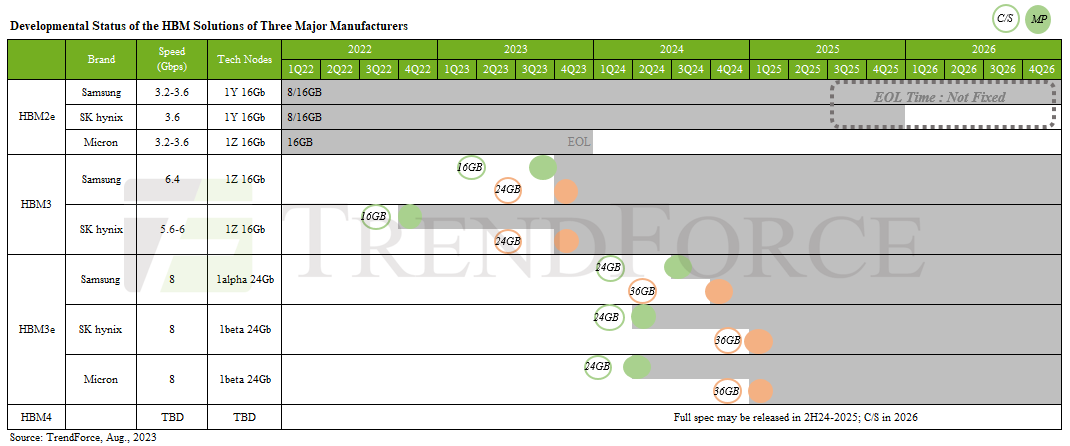 C/S MP
Developmental Status of the HBM Solutions of Three Major Manufacturers
Brand Speed (Gbps) Tech Nodes 2022 2023 2024 2025 2026
1Q22 2Q22 3Q22 4Q22 1Q23 2Q23 3Q23 4Q23 1Q24 2Q24 3Q24 4Q24 1Q25 2Q25 3Q25 4Q25 1Q26 2Q26 3Q26 4Q26
HBM2e
Samsung 3.2-3.6 1Y 16Gb 8/16GB
EOL Time : Not Fixed
SK hynix 3.6 1Y 16Gb 8/16GB
Micron 3.2-3.6 1Z 16Gb 16GB EOL
HBM3
Samsung 6.4 1Z 16Gb 16GB
24GB
SK hynix 5.6-6 1Z 16Gb 16GB
24GB
TRENDFORCE
HBM3e
Samsung 8 1alpha 24Gb 24GB
36GB
SK hynix 8 1beta 24Gb 24GB
36GB
Micron 8 1beta 24Gb 24GB
36GB
HBM4 TBD TBD Full spec may be released in 2H24-2025; C/S in 2026
Source: TrendForce, Aug., 2023